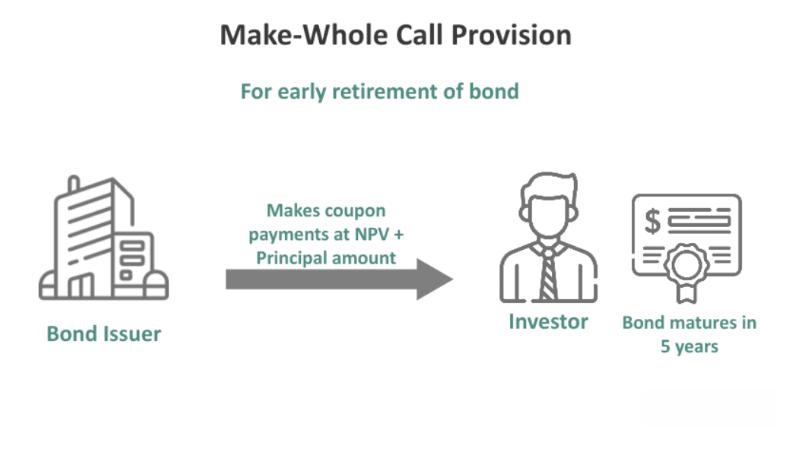 Make-Whole Call Provision
For early retirement of bond
Makes coupon
payments at NPV +
Principal amount
$
Bond Issuer
Investor
Bond matures in
5 years